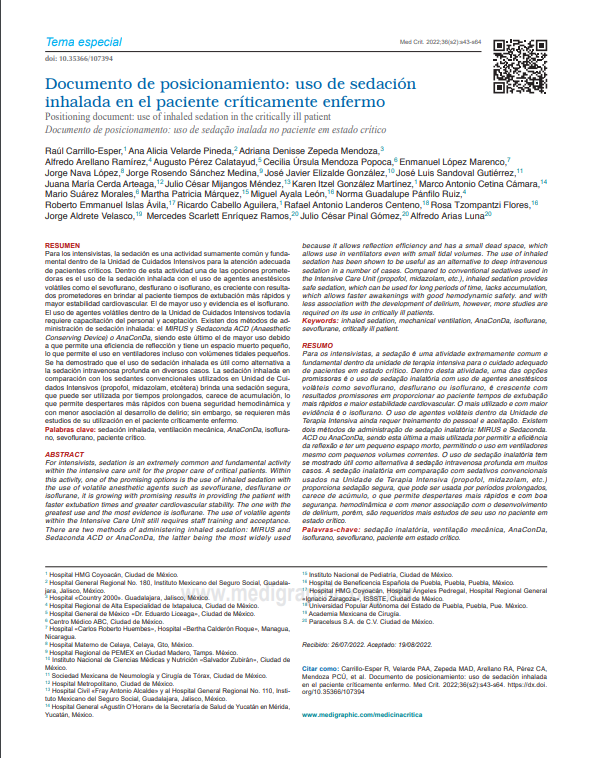 Tema especial
Med Crit. 2022;36(s2):s43-s64
doi: 10.35366/107394
Documento de posicionamiento: uso de sedación
inhalada en el paciente críticamente enfermo
Positioning document: use of inhaled sedation in the critically ill patient
Documento de posicionamento: uso de sedação inalada no paciente em estado crítico
Raúl Carrillo-Esper,1 Ana Alicia Velarde Pineda,2 Adriana Denisse Zepeda Mendoza,3
Alfredo Arellano Ramírez,4 Augusto Pérez Calatayud,5 Cecilia Úrsula Mendoza Popoca,6 Enmanuel López Marenco,7
Jorge Nava López,8 Jorge Rosendo Sánchez Medina,9 José Javier Elizalde González,10 José Luis Sandoval Gutiérrez,11
Juana María Cerda Arteaga,12 Julio César Mijangos Méndez,13 Karen Itzel González Martínez,1 Marco Antonio Cetina Cámara,14
Mario Suárez Morales,6 Martha Patricia Márquez,15 Miguel Ayala León,16 Norma Guadalupe Pánfilo Ruiz,4
Roberto Emmanuel Islas Ávila,17 Ricardo Cabello Aguilera,1 Rafael Antonio Landeros Centeno,18 Rosa Tzompantzi Flores,16
Jorge Aldrete Velasco,19 Mercedes Scarlett Enríquez Ramos,20 Julio César Pinal Gómez,20 Alfredo Arias Luna20
RESUMEN
Para los intensivistas, la sedación es una actividad sumamente común y funda-
mental dentro de la Unidad de Cuidados Intensivos para la atención adecuada
de pacientes críticos. Dentro de esta actividad una de las opciones promete-
doras es el uso de la sedación inhalada con el uso de agentes anestésicos
volátiles como el sevoflurano, desflurano o isoflurano, es creciente con resulta-
dos prometedores en brindar al paciente tiempos de extubación más rápidos y
mayor estabilidad cardiovascular. El de mayor uso y evidencia es el isoflurano.
El uso de agentes volátiles dentro de la Unidad de Cuidados Intensivos todavía
requiere capacitación del personal y aceptación. Existen dos métodos de ad-
ministración de sedación inhalada: el MIRUS y Sedaconda ACD (Anaesthetic
Conserving Device) o AnaConDa, siendo este último el de mayor uso debido
a que permite una eficiencia de reflección y tiene un espacio muerto pequeño,
lo que permite el uso en ventiladores incluso con volúmenes tidales pequeños.
Se ha demostrado que el uso de sedación inhalada es útil como alternativa a
la sedación intravenosa profunda en diversos casos. La sedación inhalada en
comparación con los sedantes convencionales utilizados en Unidad de Cui-
dados Intensivos (propofol, midazolam, etcétera) brinda una sedación segura,
que puede ser utilizada por tiempos prolongados, carece de acumulación, lo
que permite despertares más rápidos con buena seguridad hemodinámica y
con menor asociación al desarrollo de delirio; sin embargo, se requieren más
estudios de su utilización en el paciente críticamente enfermo.
Palabras clave: sedación inhalada, ventilación mecánica, AnaConDa, isoflura-
no, sevoflurano, paciente crítico.
ABSTRACT
For intensivists, sedation is an extremely common and fundamental activity
within the intensive care unit for the proper care of critical patients. Within
this activity, one of the promising options is the use of inhaled sedation with
the use of volatile anesthetic agents such as sevoflurane, desflurane or
isoflurane, it is growing with promising results in providing the patient with
faster extubation times and greater cardiovascular stability. The one with the
greatest use and the most evidence is isoflurane. The use of volatile agents
within the Intensive Care Unit still requires staff training and acceptance.
There are two methods of administering inhaled sedation: MIRUS and
Sedaconda ACD or AnaConDa, the latter being the most widely used
because it allows reflection efficiency and has a small dead space, which
allows use in ventilators even with small tidal volumes. The use of inhaled
sedation has been shown to be useful as an alternative to deep intravenous
sedation in a number of cases. Compared to conventional sedatives used in
the Intensive Care Unit (propofol, midazolam, etc.), inhaled sedation provides
safe sedation, which can be used for long periods of time, lacks accumulation,
which allows faster awakenings with good hemodynamic safety. and with
less association with the development of delirium, however, more studies are
required on its use in critically ill patients.
Keywords: inhaled sedation, mechanical ventilation, AnaConDa, isoflurane,
sevoflurane, critically ill patient.
RESUMO
Para os intensivistas, a sedação é uma atividade extremamente comum e
fundamental dentro da unidade de terapia intensiva para o cuidado adequado
de pacientes em estado crítico. Dentro desta atividade, uma das opções
promissoras é o uso de sedação inalatória com uso de agentes anestésicos
voláteis como sevoflurano, desflurano ou isoflurano, é crescente com
resultados promissores em proporcionar ao paciente tempos de extubação
mais rápidos e maior estabilidade cardiovascular. O mais utilizado e com maior
evidência é o isoflurano. O uso de agentes voláteis dentro da Unidade de
Terapia Intensiva ainda requer treinamento do pessoal e aceitação. Existem
dois métodos de administração de sedação inalatória: MIRUS e Sedaconda.
ACD ou AnaConDa, sendo esta última a mais utilizada por permitir a eficiência
da reflexão e ter um pequeno espaço morto, permitindo o uso em ventiladores
mesmo com pequenos volumes correntes. O uso de sedação inalatória tem
se mostrado útil como alternativa à sedação intravenosa profunda em muitos
casos. A sedação inalatória em comparação com sedativos convencionais
usados na Unidade de Terapia Intensiva (propofol, midazolam, etc.)
proporciona sedação segura, que pode ser usada por períodos prolongados,
carece de acúmulo, o que permite despertares mais rápidos e com boa
segurança. hemodinâmica e com menor associação com o desenvolvimento
de delirium, porém, são requeridos mais estudos de seu uso no paciente em
estado crítico.
Palavras-chave: sedação inalatória, ventilação mecânica, AnaConDa,
isoflurano, sevoflurano, paciente em estado crítico.
1 Hospital HMG Coyoacán, Ciudad de México.
2 Hospital General Regional No. 180, Instituto Mexicano del Seguro Social, Guadala-
jara, Jalisco, México.
3 Hospital «Country 2000». Guadalajara, Jalisco, México.
4 Hospital Regional de Alta Especialidad de Ixtapaluca, Ciudad de México.
5 Hospital General de México «Dr. Eduardo Liceaga», Ciudad de México.
6 Centro Médico ABC, Ciudad de México.
7 Hospital «Carlos Roberto Huembes», Hospital «Bertha Calderón Roque», Managua,
Nicaragua.
8 Hospital Materno de Celaya, Celaya, Gto, México.
9 Hospital Regional de PEMEX en Ciudad Madero, Tamps. México.
10 Instituto Nacional de Ciencias Médicas y Nutrición «Salvador Zubirán», Ciudad de
México.
11 Sociedad Mexicana de Neumología y Cirugía de Tórax, Ciudad de México.
12 Hospital Metropolitano, Ciudad de México.
13 Hospital Civil «Fray Antonio Alcalde» y al Hospital General Regional No. 110, Insti-
tuto Mexicano del Seguro Social, Guadalajara, Jalisco, México.
14 Hospital General «Agustín O'Horan» de la Secretaría de Salud de Yucatán en Mérida,
Yucatán, México.
15 Instituto Nacional de Pediatría, Ciudad de México.
16 Hospital de Beneficencia Española de Puebla, Puebla, Puebla, México.
17 Hospital HMG Coyoacán, Hospital Ángeles Pedregal, Hospital Regional General
«Ignacio Zaragoza», ISSSTE, Ciudad de México.
18 Universidad Popular Autónoma del Estado de Puebla, Puebla, Pue. México.
19 Academia Mexicana de Cirugía.
20 Paracelsus S.A. de C.V. Ciudad de México.
Recibido: 26/07/2022. Aceptado: 19/08/2022.
Citar como: Carrillo-Esper R, Velarde PAA, Zepeda MAD, Arellano RA, Pérez CA,
Mendoza PCÚ, et al. Documento de posicionamiento: uso de sedación inhalada
en el paciente críticamente enfermo. Med Crit. 2022;36(s2):s43-s64. https://dx.doi.
org/10.35366/107394
www.medigraphic.com/medicinacritica